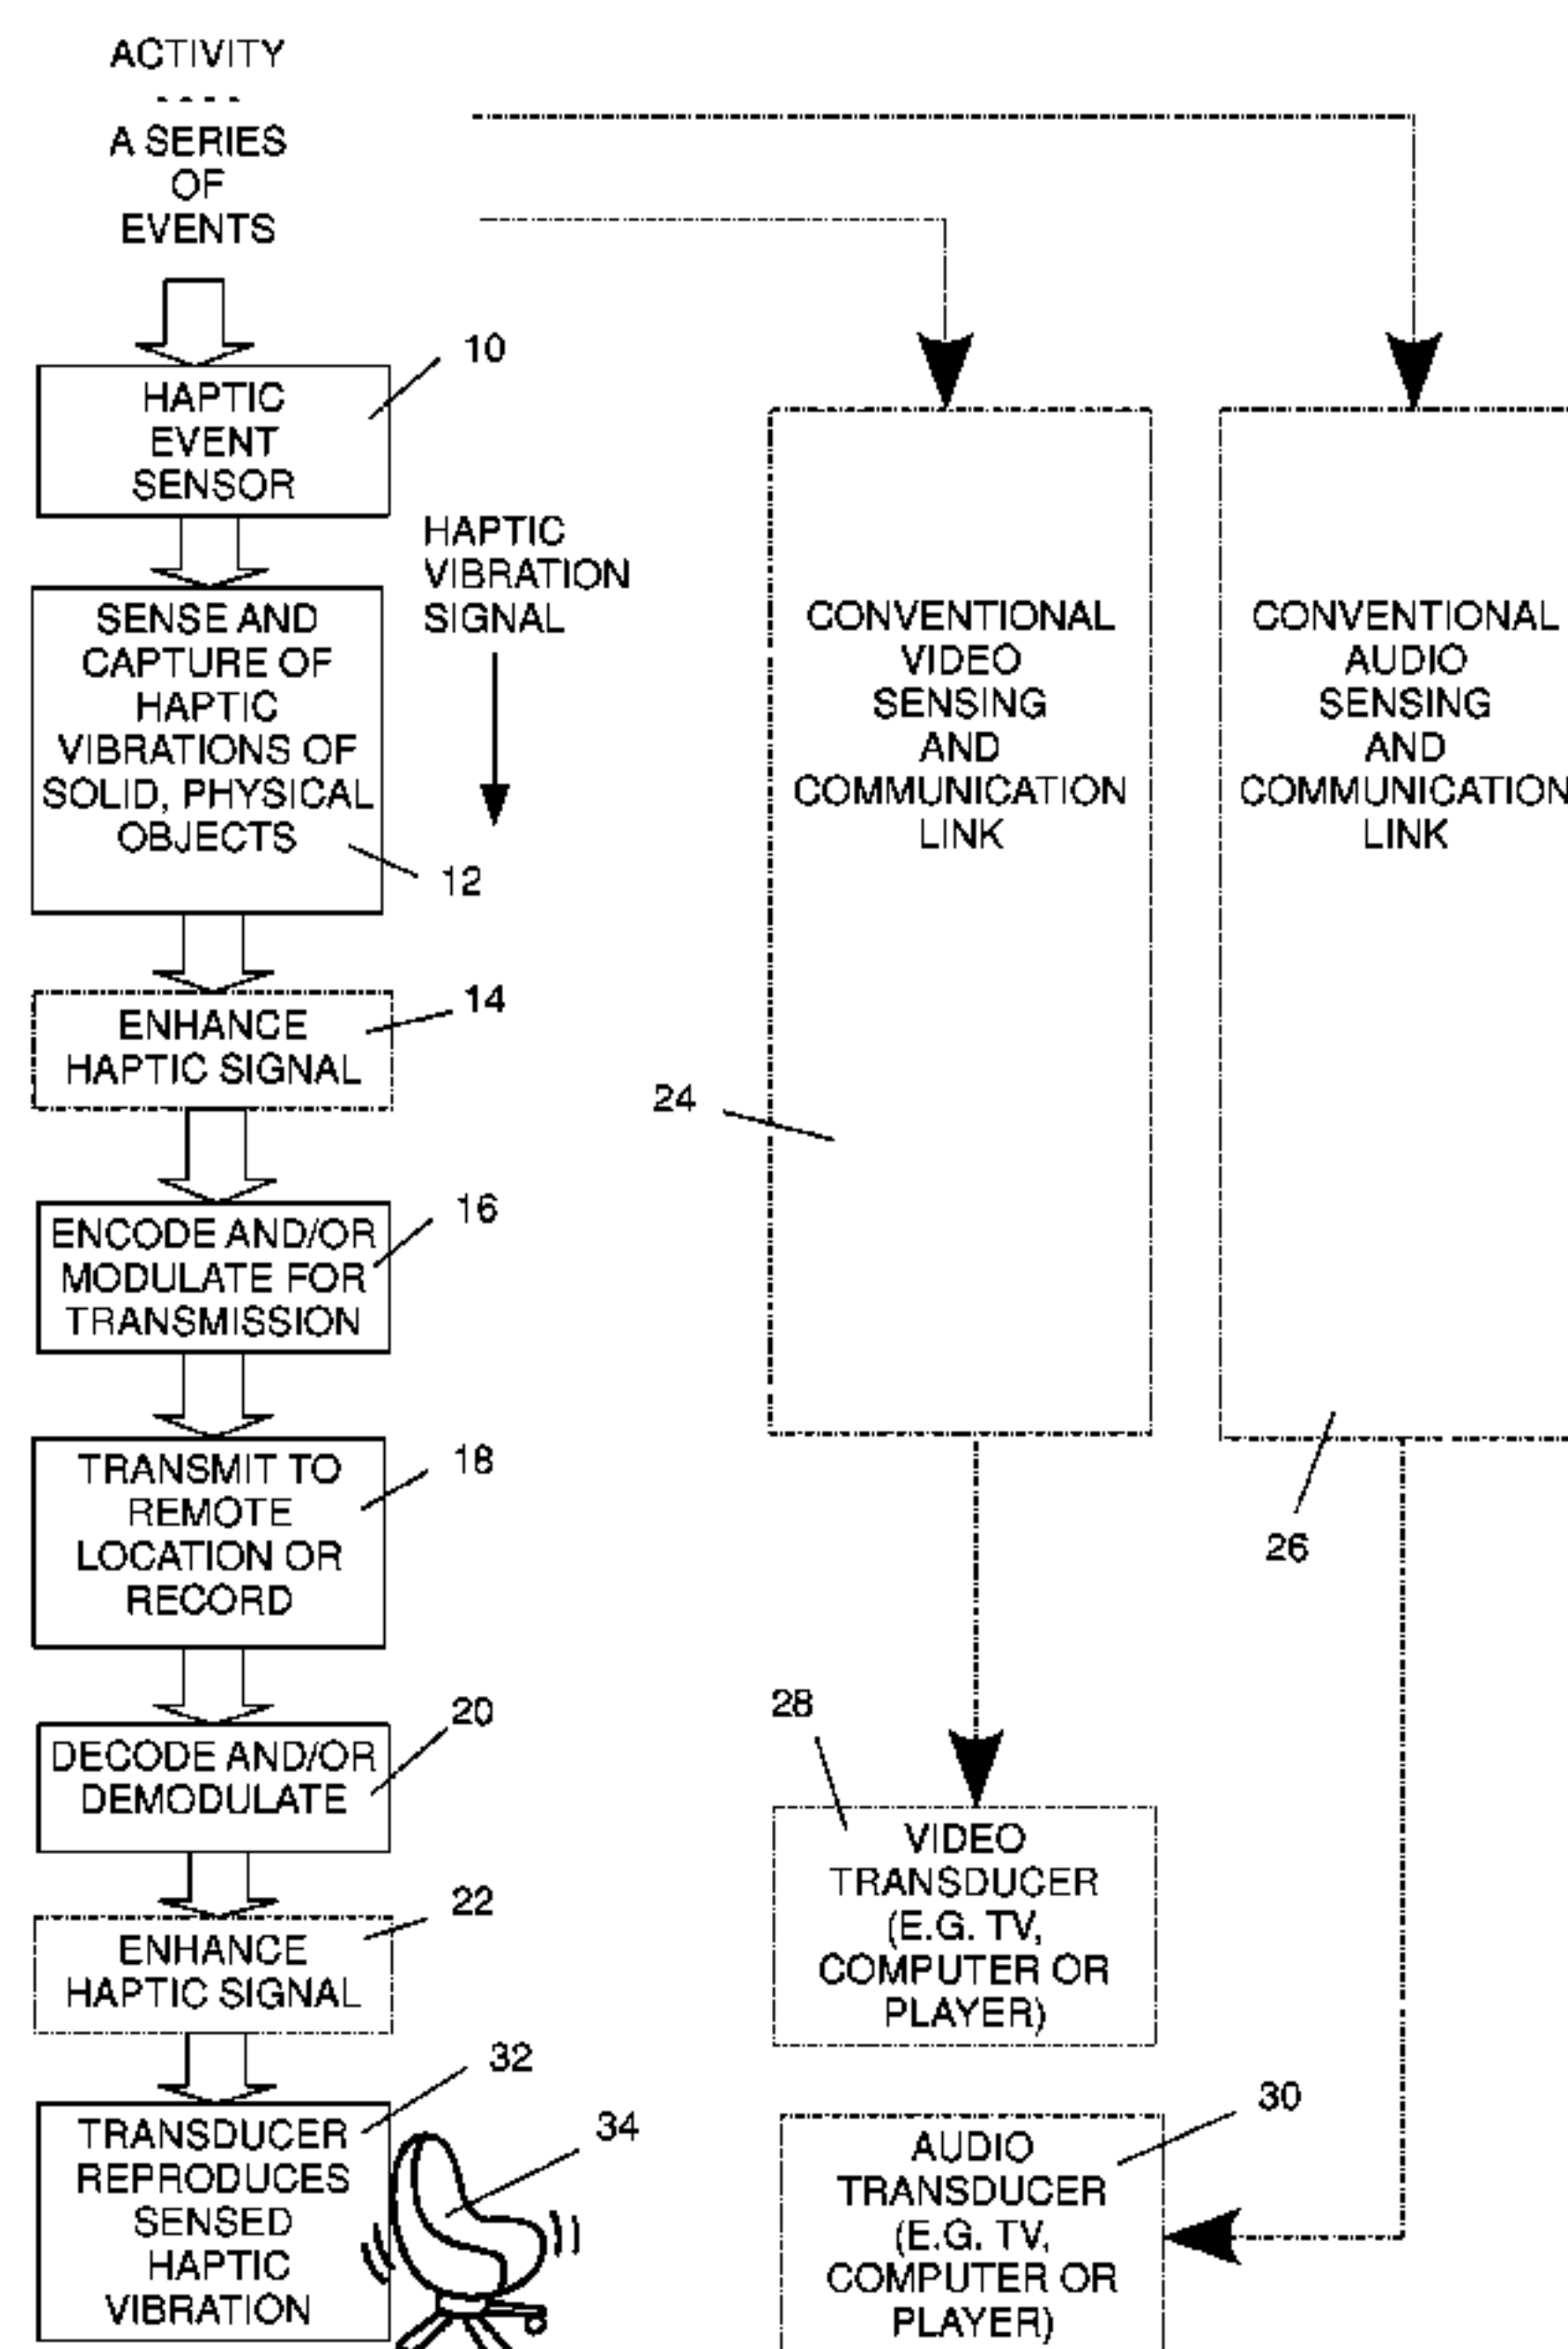 ACTIVITY
- - - -
A SERIES
OF
EVENTS
10
HAPTIC
EVENT
SENSOR
HAPTIC
VIBRATION
SIGNAL
SENSE AND
CAPTURE OF
HAPTIC
VIBRATIONS OF
SOLID, PHYSICAL
OBJECTS
12
14
ENHANCE
HAPTIC SIGNAL
16
ENCODE AND/OR
MODULATE FOR
TRANSMISSION
18
TRANSMIT TO
REMOTE
LOCATION OR
RECORD
20
DECODE AND/OR
DEMODULATE
22
ENHANCE
HAPTIC SIGNAL
32
TRANSDUCER
REPRODUCES
SENSED
HAPTIC
VIBRATION
34
CONVENTIONAL
VIDEO
SENSING
AND
COMMUNICATION
LINK
24
28
VIDEO
TRANSDUCER
(E.G. TV,
COMPUTER OR
PLAYER)
CONVENTIONAL
AUDIO
SENSING
AND
COMMUNICATION
LINK
26
30
AUDIO
TRANSDUCER
(E.G. TV,
COMPUTER OR
PLAYER)